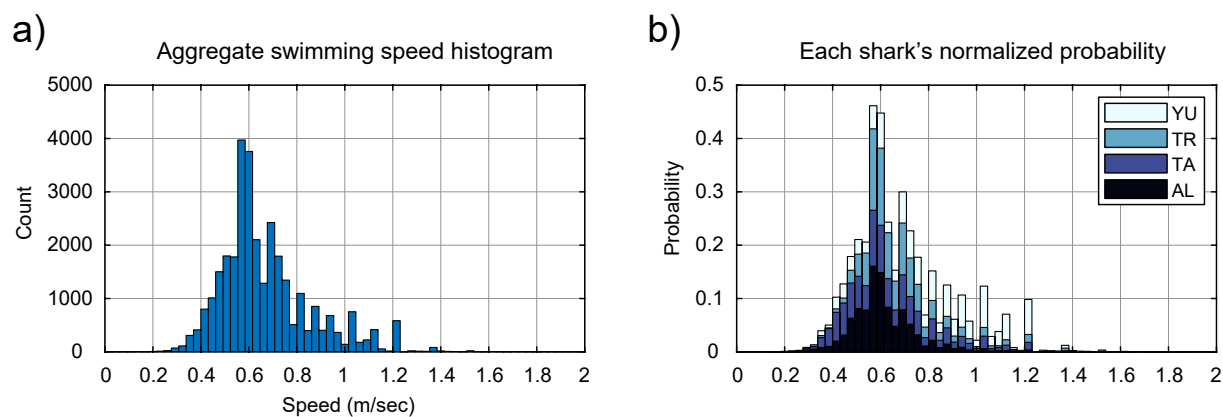 a)
Aggregate swimming speed histogram
5000
4000
3000
2000
1000
0
Count
0 0.2 0.4 0.6 0.8 1 1.2 1.4 1.6 1.8 2
Speed (m/sec)
b)
Each shark's normalized probability
0.5
0.4
0.3
0.2
0.1
0
Probability
YU
TR
TA
AL
0 0.2 0.4 0.6 0.8 1 1.2 1.4 1.6 1.8 2